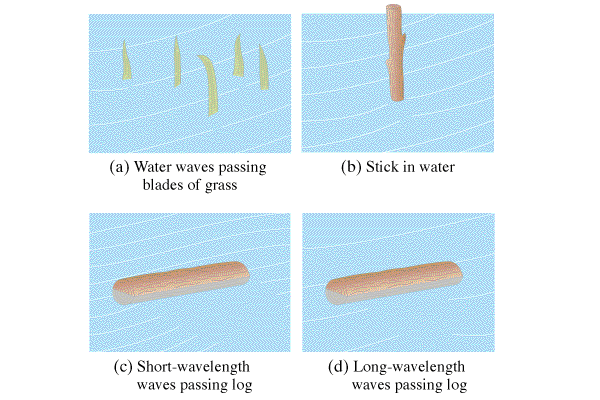 (a) Water waves passing
blades of grass
(b) Stick in water
(c) Short-wavelength
waves passing log
(d) Long-wavelength
waves passing log